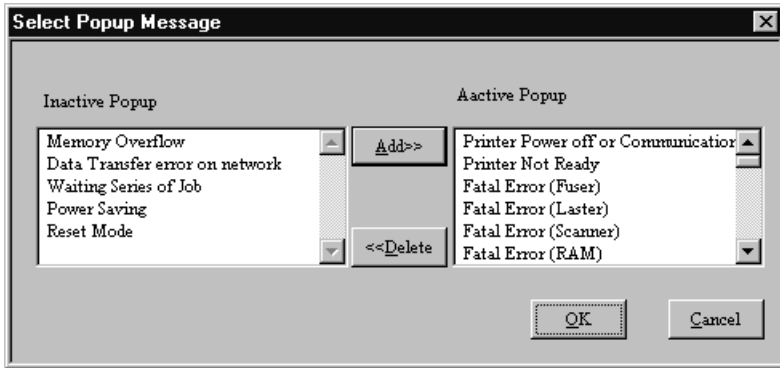 Select Popup Message
Inactive Popup
Aactive Popup
Memory Overflow
Data Transfer error on network
Waiting Series of Job
Power Saving
Reset Mode
Add>>
<<Delete
Printer Power off or Communication
Printer Not Ready
Fatal Error (Fuser)
Fatal Error (Laster)
Fatal Error (Scanner)
Fatal Error (RAM)
OK
Cancel